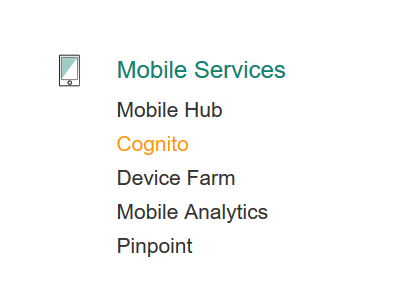 Mobile Services
Mobile Hub
Cognito
Device Farm
Mobile Analytics
Pinpoint